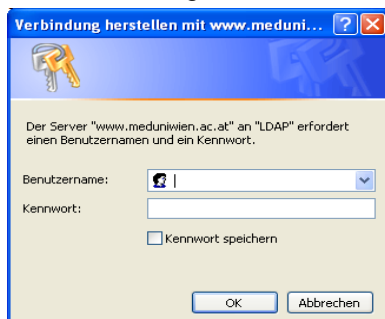 Verbindung herstellen mit www.meduni...
Der Server "www.meduniwien.ac.at" an "LDAP" erfordert
einen Benutzernamen und ein Kennwort.
Benutzername:
Kennwort:
Kennwort speichern
OK Abbrechen